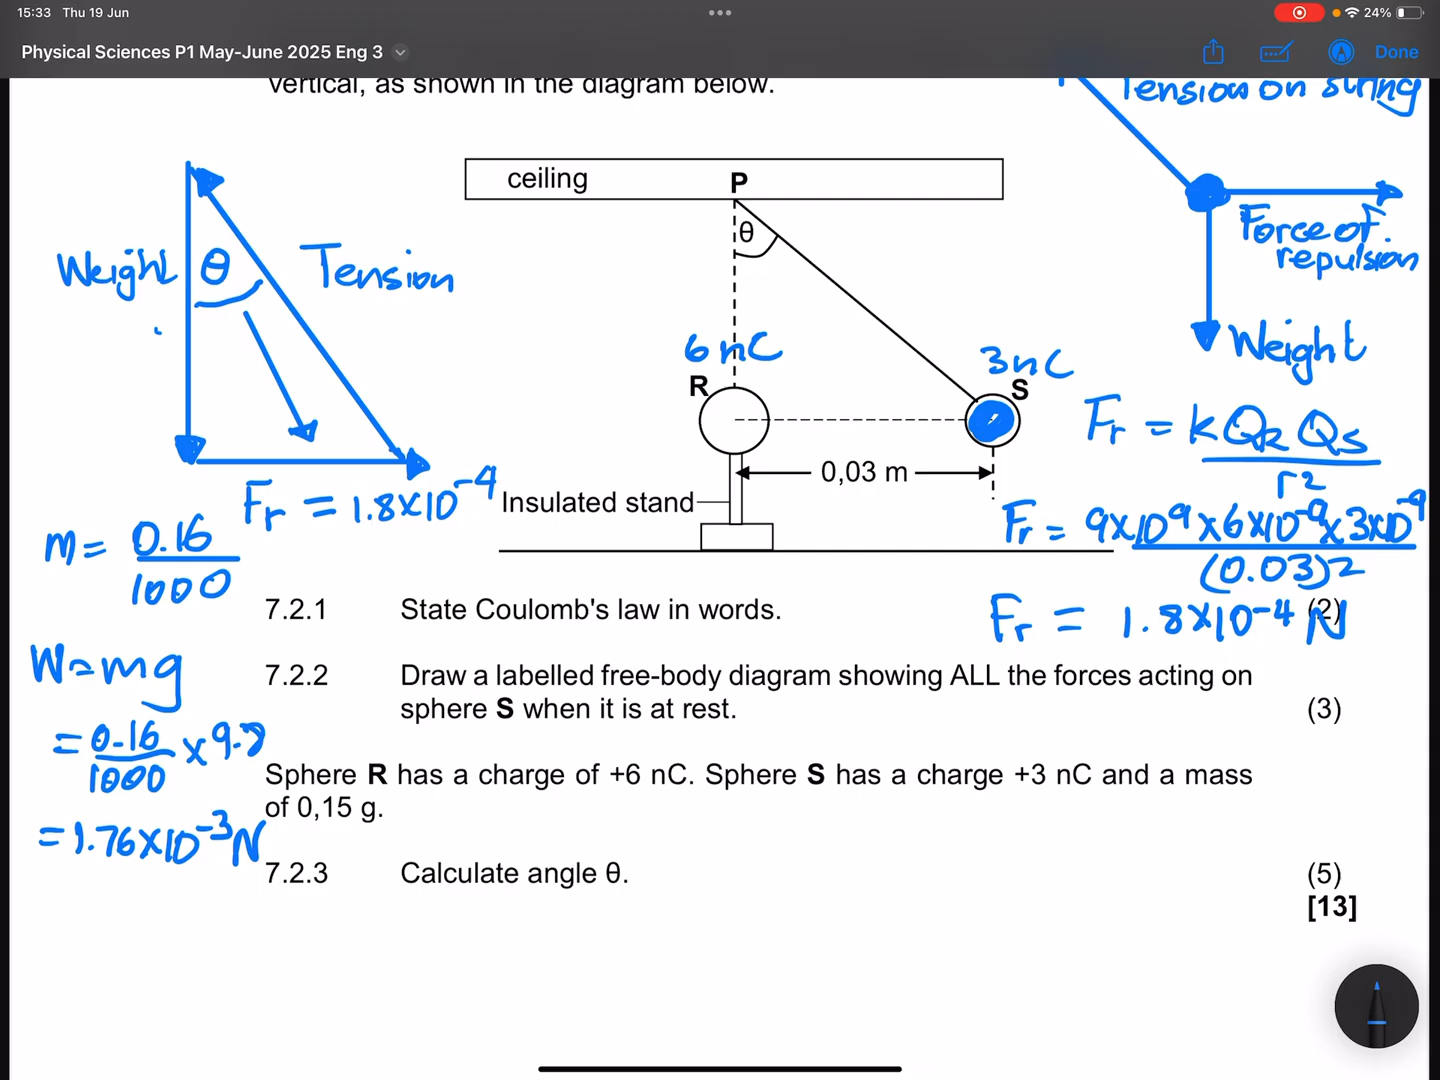 15:33 Thu 19 Jun
24%
Physical Sciences P1 May-June 2025 Eng 3
Done
vertical, as shown in the diagram below.
Tension on string
ceiling
P
θ
Weight
θ
Tension
Force of
repulsion
Weight
6nC
3nC
R
S
Fr = kQR QS
r2
0,03 m
Fr = 1.8×10-4
Insulated stand
Fr = 9×10 9 ×6×10-9×3×10-9
(0.03)2
m = 0.16
1000
Fr = 1.8×10-4 N
7.2.1 State Coulomb's law in words. (2)
W=mg
7.2.2 Draw a labelled free-body diagram showing ALL the forces acting on
sphere S when it is at rest. (3)
= 0.16 × 9.8
1000
Sphere R has a charge of +6 nC. Sphere S has a charge +3 nC and a mass
of 0,15 g.
= 1.76×10-3N
7.2.3 Calculate angle θ. (5)
[13]